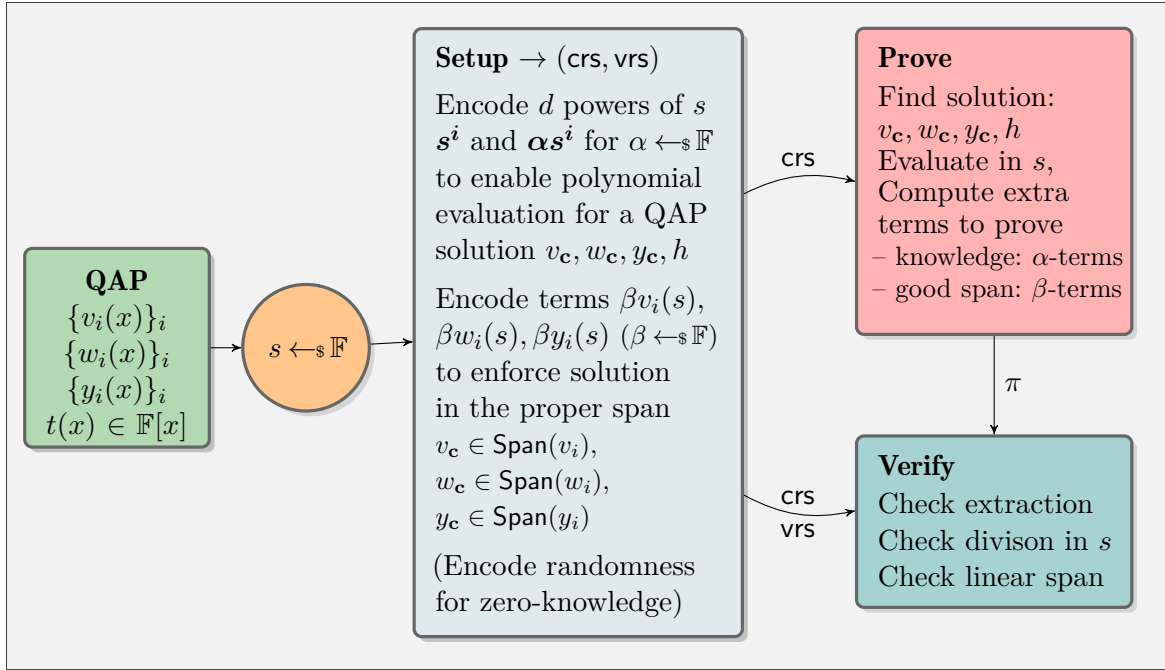 QAP
{v_i(x)}_i
{w_i(x)}_i
{y_i(x)}_i
t(x) ∈ 𝔽[x]
s ←$ 𝔽
Setup → (crs, vrs)
Encode d powers of s
s^i and αs^i for α ←$ 𝔽
to enable polynomial
evaluation for a QAP
solution v_c, w_c, y_c, h
Encode terms βv_i(s),
βw_i(s), βy_i(s) (β ←$ 𝔽)
to enforce solution
in the proper span
v_c ∈ Span(v_i),
w_c ∈ Span(w_i),
y_c ∈ Span(y_i)
(Encode randomness
for zero-knowledge)
crs
Prove
Find solution:
v_c, w_c, y_c, h
Evaluate in s,
Compute extra
terms to prove
– knowledge: α-terms
– good span: β-terms
π
crs
vrs
Verify
Check extraction
Check divison in s
Check linear span